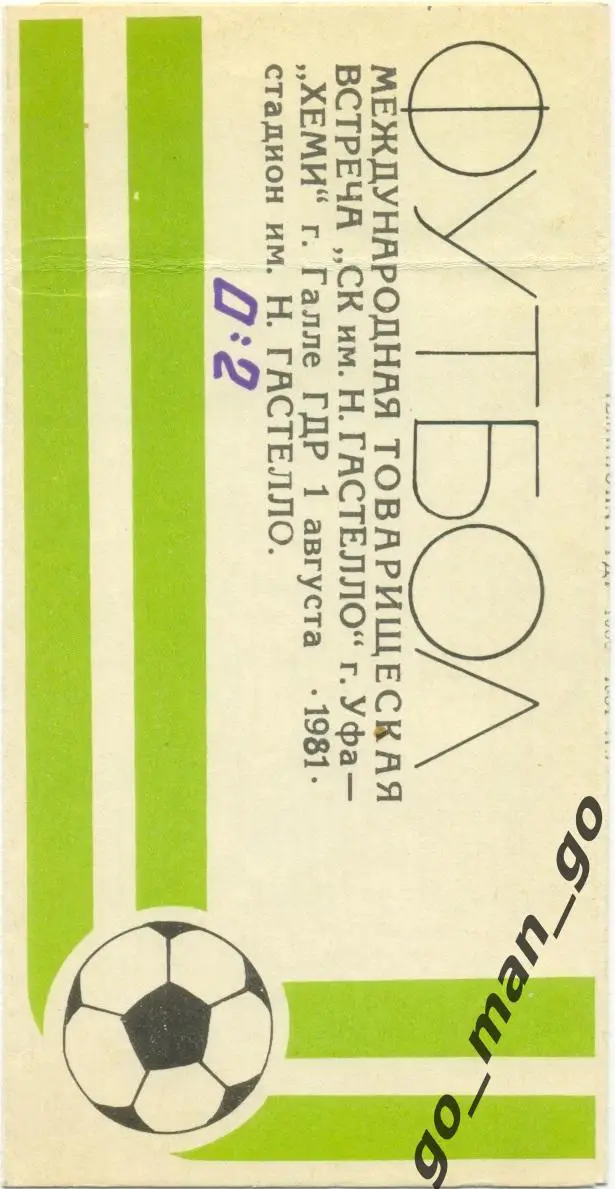 ФУТБОЛ
МЕЖДУНАРОДНАЯ ТОВАРИЩЕСКАЯ
ВСТРЕЧА „СК им. Н. ГАСТЕЛЛО" г. Уфа —
„ХЕМИ" г. Галле ГДР 1 августа · 1981 ·
стадион им. Н. ГАСТЕЛЛО.
0:2
go_man_go